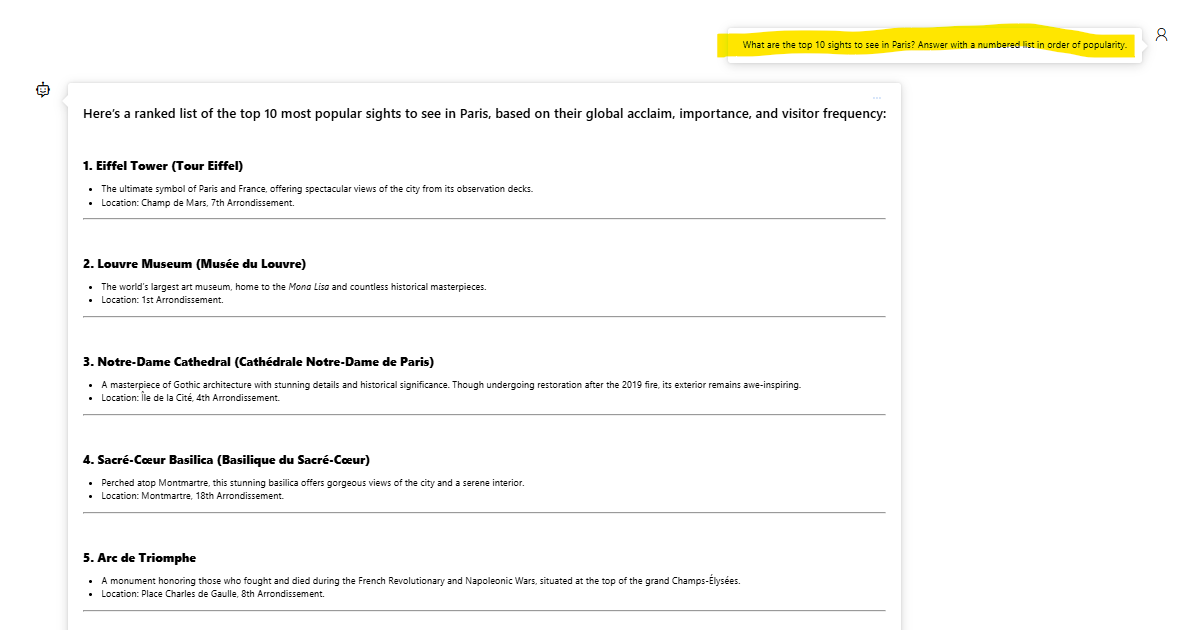 What are the top 10 sights to see in Paris? Answer with a numbered list in order of popularity.
Here's a ranked list of the top 10 most popular sights to see in Paris, based on their global acclaim, importance, and visitor frequency:
1. Eiffel Tower (Tour Eiffel)
• The ultimate symbol of Paris and France, offering spectacular views of the city from its observation decks.
• Location: Champ de Mars, 7th Arrondissement.
2. Louvre Museum (Musée du Louvre)
• The world's largest art museum, home to the Mona Lisa and countless historical masterpieces.
• Location: 1st Arrondissement.
3. Notre-Dame Cathedral (Cathédrale Notre-Dame de Paris)
• A masterpiece of Gothic architecture with stunning details and historical significance. Though undergoing restoration after the 2019 fire, its exterior remains awe-inspiring.
• Location: Île de la Cité, 4th Arrondissement.
4. Sacré-Cœur Basilica (Basilique du Sacré-Cœur)
• Perched atop Montmartre, this stunning basilica offers gorgeous views of the city and a serene interior.
• Location: Montmartre, 18th Arrondissement.
5. Arc de Triomphe
• A monument honoring those who fought and died during the French Revolutionary and Napoleonic Wars, situated at the top of the grand Champs-Élysées.
• Location: Place Charles de Gaulle, 8th Arrondissement.